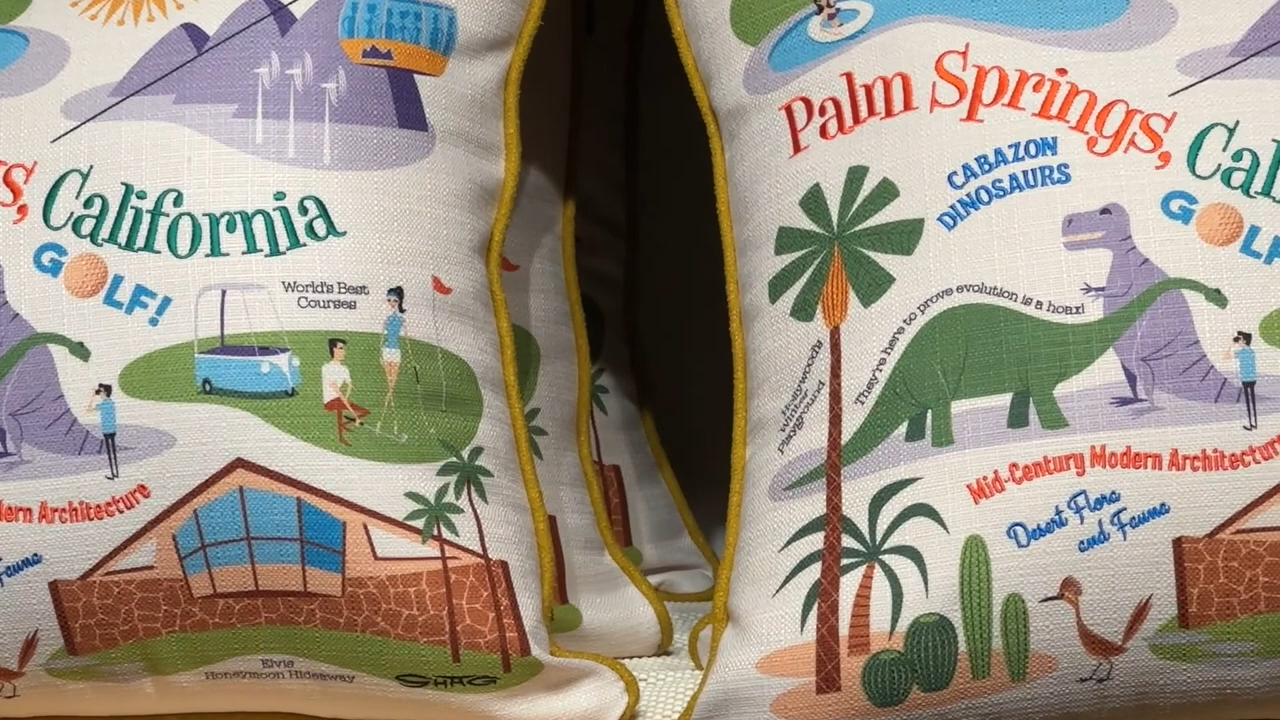 s, California
GOLF!
World's Best
Courses
dern Architecture
Fauna
Elvis
Honeymoon Hideaway
SHAG
Palm Springs, Cal
CABAZON
DINOSAURS
GOLF
They're here to prove evolution is a hoax!
Hollywood's
Winter
Playground
Mid-Century Modern Architecture
Desert Flora
and Fauna